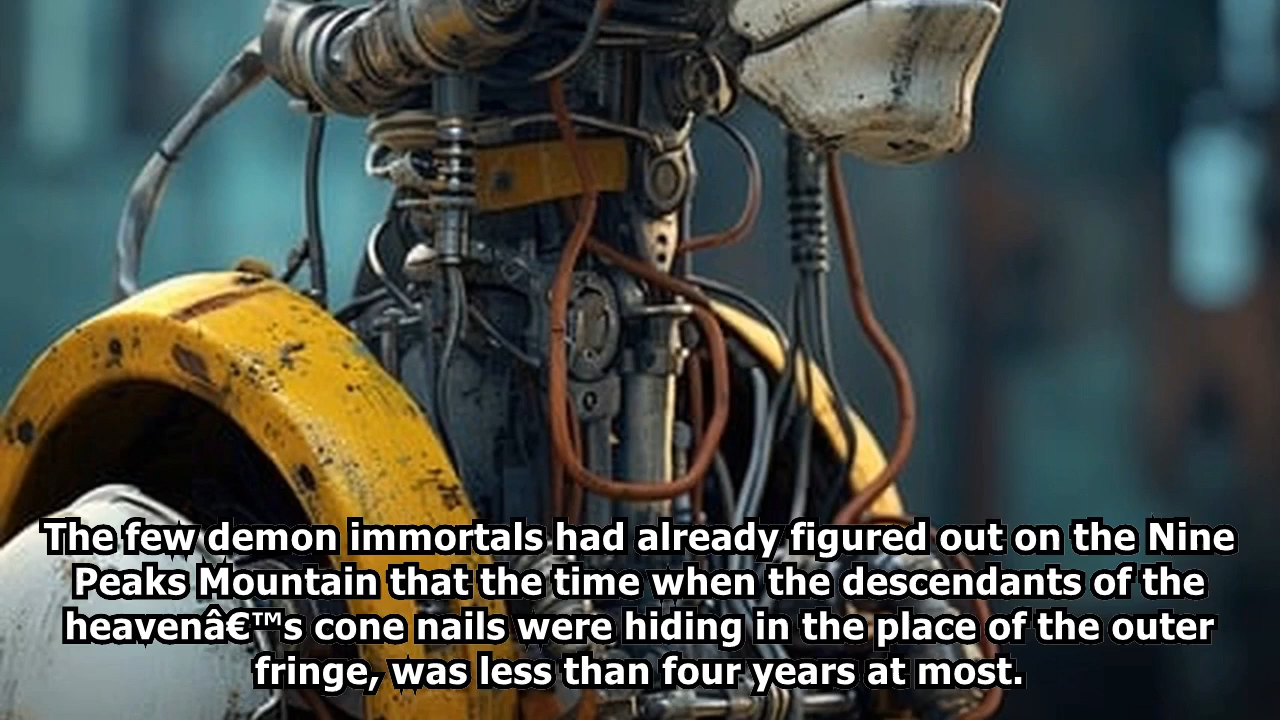 The few demon immortals had already figured out on the Nine
Peaks Mountain that the time when the descendants of the
heavenâ€™s cone nails were hiding in the place of the outer
fringe, was less than four years at most.